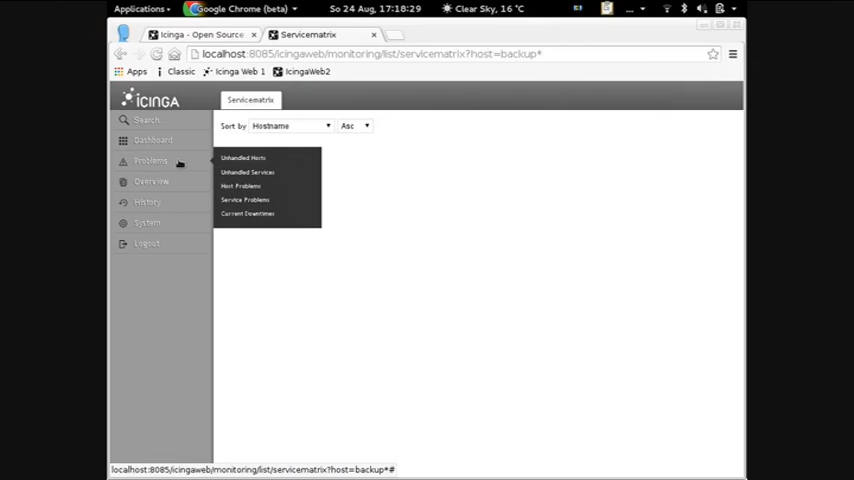 Applications Google Chrome (beta) So 24 Aug, 17:18:29 Clear Sky, 16 °C ...
Icinga - Open Source × Servicematrix ×
localhost:8085/icingaweb/monitoring/list/servicematrix?host=backup*
Apps Classic Icinga Web 1 IcingaWeb2
ICINGA Servicematrix
Search...
Sort by Hostname Asc
Dashboard
Problems
Unhandled Hosts
Unhandled Services
Host Problems
Service Problems
Current Downtimes
Overview
History
System
Logout
localhost:8085/icingaweb/monitoring/list/servicematrix?host=backup*#